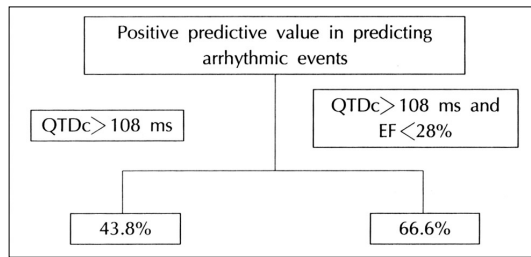 Positive predictive value in predicting
arrhythmic events
QTDc>108 ms
QTDc>108 ms and
EF<28%
43.8%
66.6%